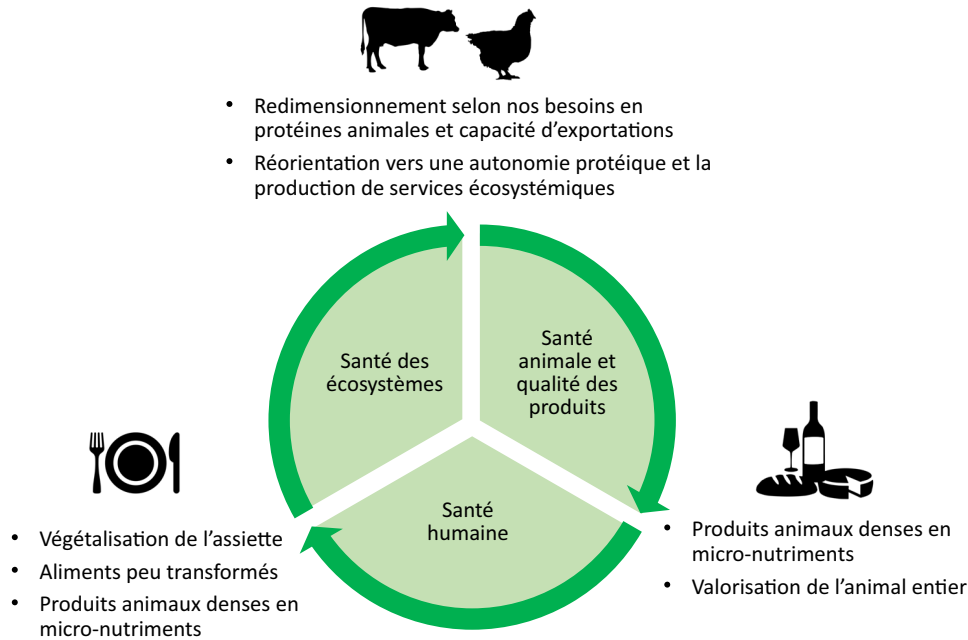 • Redimensionnement selon nos besoins en
protéines animales et capacité d’exportations
• Réorientation vers une autonomie protéique et la
production de services écosystémiques
Santé des
écosystèmes
Santé
animale et
qualité des
produits
Santé
humaine
• Végétalisation de l’assiette
• Aliments peu transformés
• Produits animaux denses en
micro-nutriments
• Produits animaux denses en
micro-nutriments
• Valorisation de l’animal entier